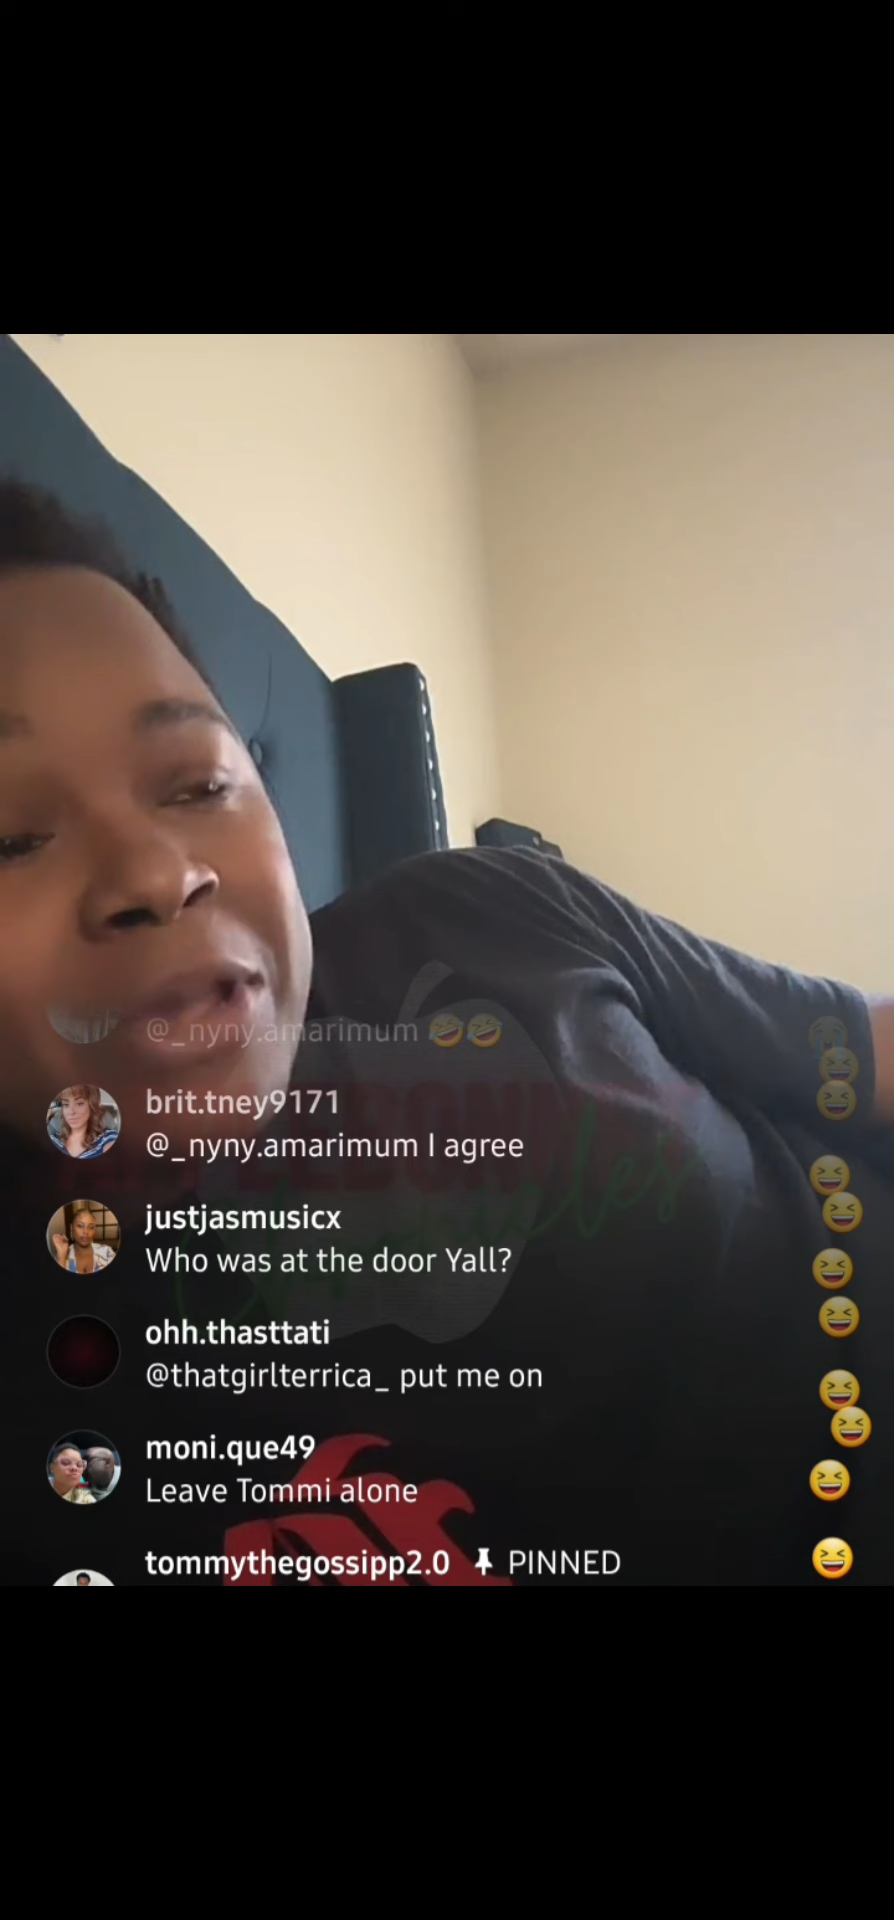 @_nyny.amarimum 🤣🤣
brit.tney9171
@_nyny.amarimum I agree
justjasmusicx
Who was at the door Yall?
ohh.thasttati
@thatgirlterrica_ put me on
moni.que49
Leave Tommi alone
tommythegossipp2.0 PINNED